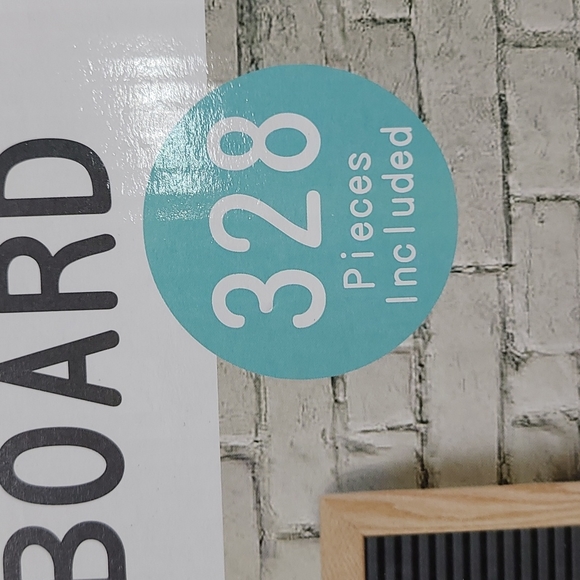 BOARD
328
Pieces
Included